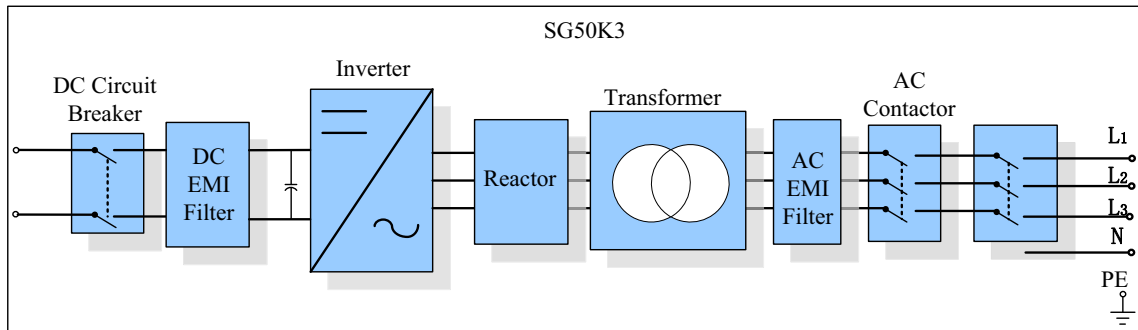 SG50K3
DC Circuit
Breaker
DC
EMI
Filter
Inverter
Reactor
Transformer
AC
EMI
Filter
AC
Contactor
L1
L2
L3
N
PE